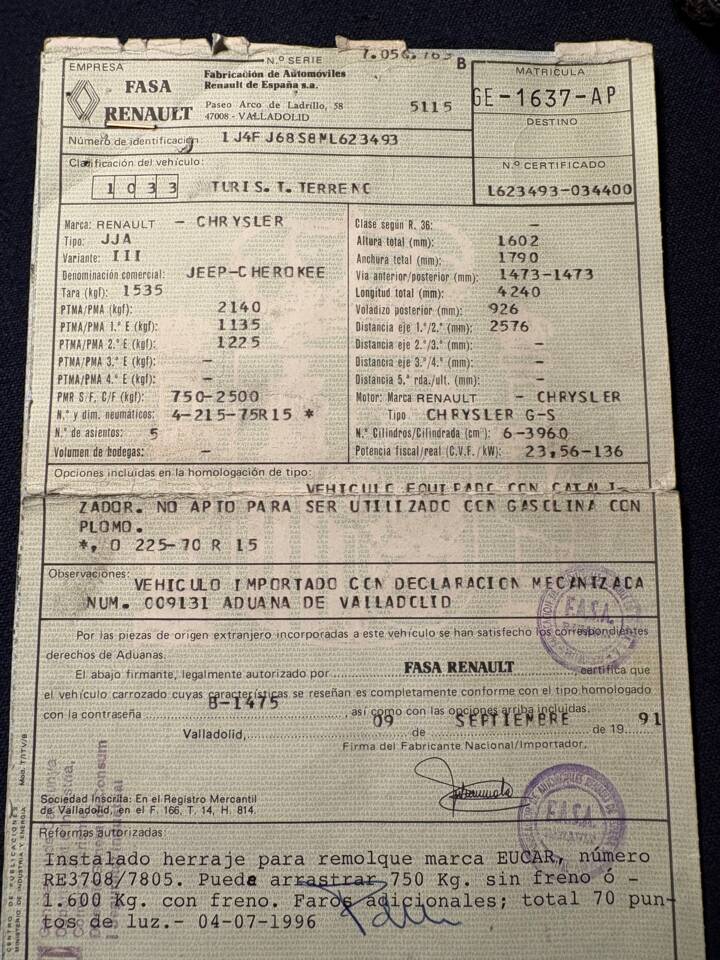 7.056.763
EMPRESA
FASA
RENAULT
N.º SERIE
B
Fabricación de Automóviles
Renault de España s.a.
Paseo Arco de Ladrillo, 58
47008 - VALLADOLID
5115
MATRICULA
GE-1637-AP
DESTINO
Número de identificación 1J4FJ68S8ML623493
N.º CERTIFICADO
L623493-034400
Clasificación del vehículo:
1033 TURIS. T. TERRENO
Marca: RENAULT - CHRYSLER
Tipo: JJA
Variante: III
Denominación comercial: JEEP-CHEROKEE
Tara (kgf): 1535
PTMA/PMA (kgf): 2140
PTMA/PMA 1.º E (kgf): 1135
PTMA/PMA 2.º E (kgf): 1225
PTMA/PMA 3.º E (kgf): -
PTMA/PMA 4.º E (kgf): -
PMR S/F. C/F (kgf): 750-2500
N.º y dim. neumáticos: 4-215-75R15 *
N.º de asientos: 5
Volumen de bodegas: -
Clase según R. 36: -
Altura total (mm): 1602
Anchura total (mm): 1790
Via anterior/posterior (mm): 1473-1473
Longitud total (mm): 4240
Voladizo posterior (mm): 926
Distancia eje 1.º/2.º (mm): 2576
Distancia eje 2.º/3.º (mm): -
Distancia eje 3.º/4.º (mm): -
Distancia 5.ª rda./ult. (mm): -
Motor: Marca RENAULT - CHRYSLER
Tipo CHRYSLER G-S
N.º Cilindros/Cilindrada (cm³) 6-3960
Potencia fiscal/real (C.V.F./kW): 23,56-136
Opciones incluidas en la homologación de tipo:
VEHICULO EQUIPADO CON CATALI-
ZADOR. NO APTO PARA SER UTILIZADO CON GASOLINA CON
PLOMO.
*, O 225-70 R 15
Observaciones:
VEHICULO IMPORTADO CON DECLARACION MECANIZADA
NUM. 009131 ADUANA DE VALLADOLID
F.A.S.A.
Por las piezas de origen extranjero incorporadas a este vehículo se han satisfecho los correspondientes
derechos de Aduanas.
El abajo firmante, legalmente autorizado por FASA RENAULT, certifica que
el vehículo carrozado cuyas características se reseñan es completamente conforme con el tipo homologado
con la contraseña B-1475, así como con las opciones arriba incluidas.
Valladolid, 09 de SEPTIEMBRE de 1991
Firma del Fabricante Nacional/Importador,
F.A.S.A.
Sociedad Inscrita: En el Registro Mercantil
de Valladolid, en el F. 166, T. 14, H. 814.
Reformas autorizadas:
Instalado herraje para remolque marca EUCAR, número
RE3708/7805. Puede arrastrar 750 Kg. sin freno ó -
1.600 Kg. con freno. Faros adicionales; total 70 pun-
tos de luz.- 04-07-1996
CENTRO DE PUBLICACIONES
MINISTERIO DE INDUSTRIA Y ENERGIA Mod. TITV/B